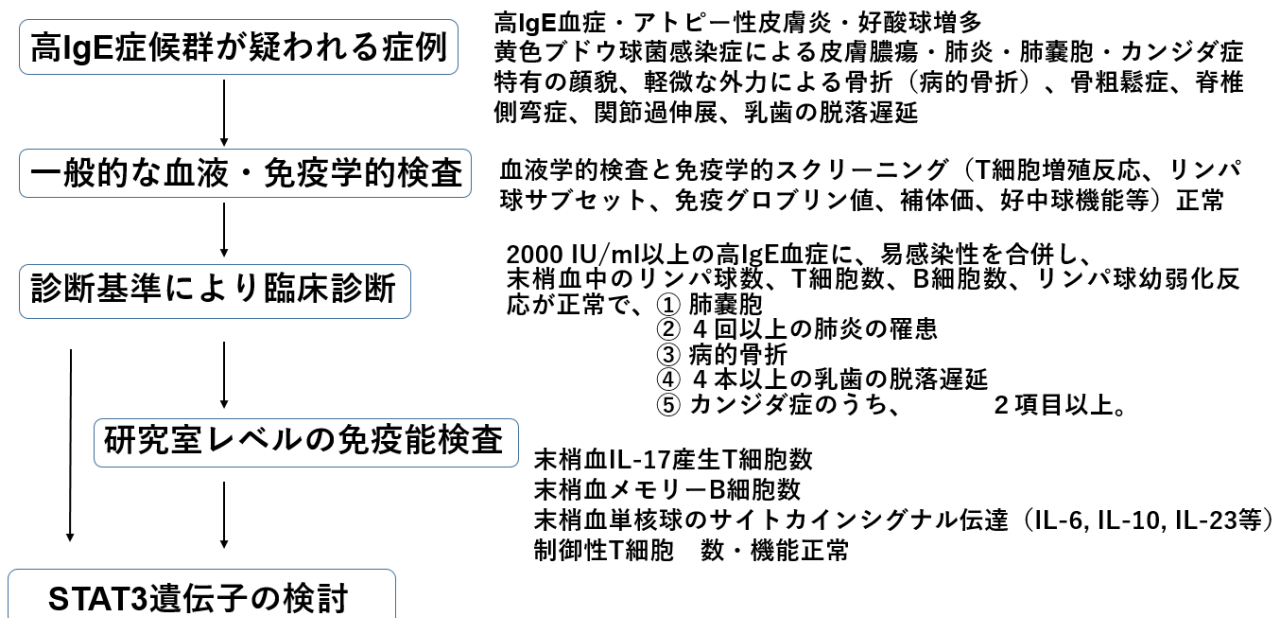 高IgE症候群が疑われる症例
高IgE血症・アトピー性皮膚炎・好酸球増多
黄色ブドウ球菌感染症による皮膚膿瘍・肺炎・肺嚢胞・カンジダ症
特有の顔貌、軽微な外力による骨折（病的骨折）、骨粗鬆症、脊椎
側弯症、関節過伸展、乳歯の脱落遅延
一般的な血液・免疫学的検査
血液学的検査と免疫学的スクリーニング（T細胞増殖反応、リンパ
球サブセット、免疫グロブリン値、補体価、好中球機能等）正常
診断基準により臨床診断
2000 IU/ml以上の高IgE血症に、易感染性を合併し、
末梢血中のリンパ球数、T細胞数、B細胞数、リンパ球幼弱化反
応が正常で、① 肺嚢胞
② ４回以上の肺炎の罹患
③ 病的骨折
④ ４本以上の乳歯の脱落遅延
⑤ カンジダ症のうち、 ２項目以上。
研究室レベルの免疫能検査
末梢血IL-17産生T細胞数
末梢血メモリーB細胞数
末梢血単核球のサイトカインシグナル伝達（IL-6, IL-10, IL-23等）
制御性T細胞 数・機能正常
STAT3遺伝子の検討